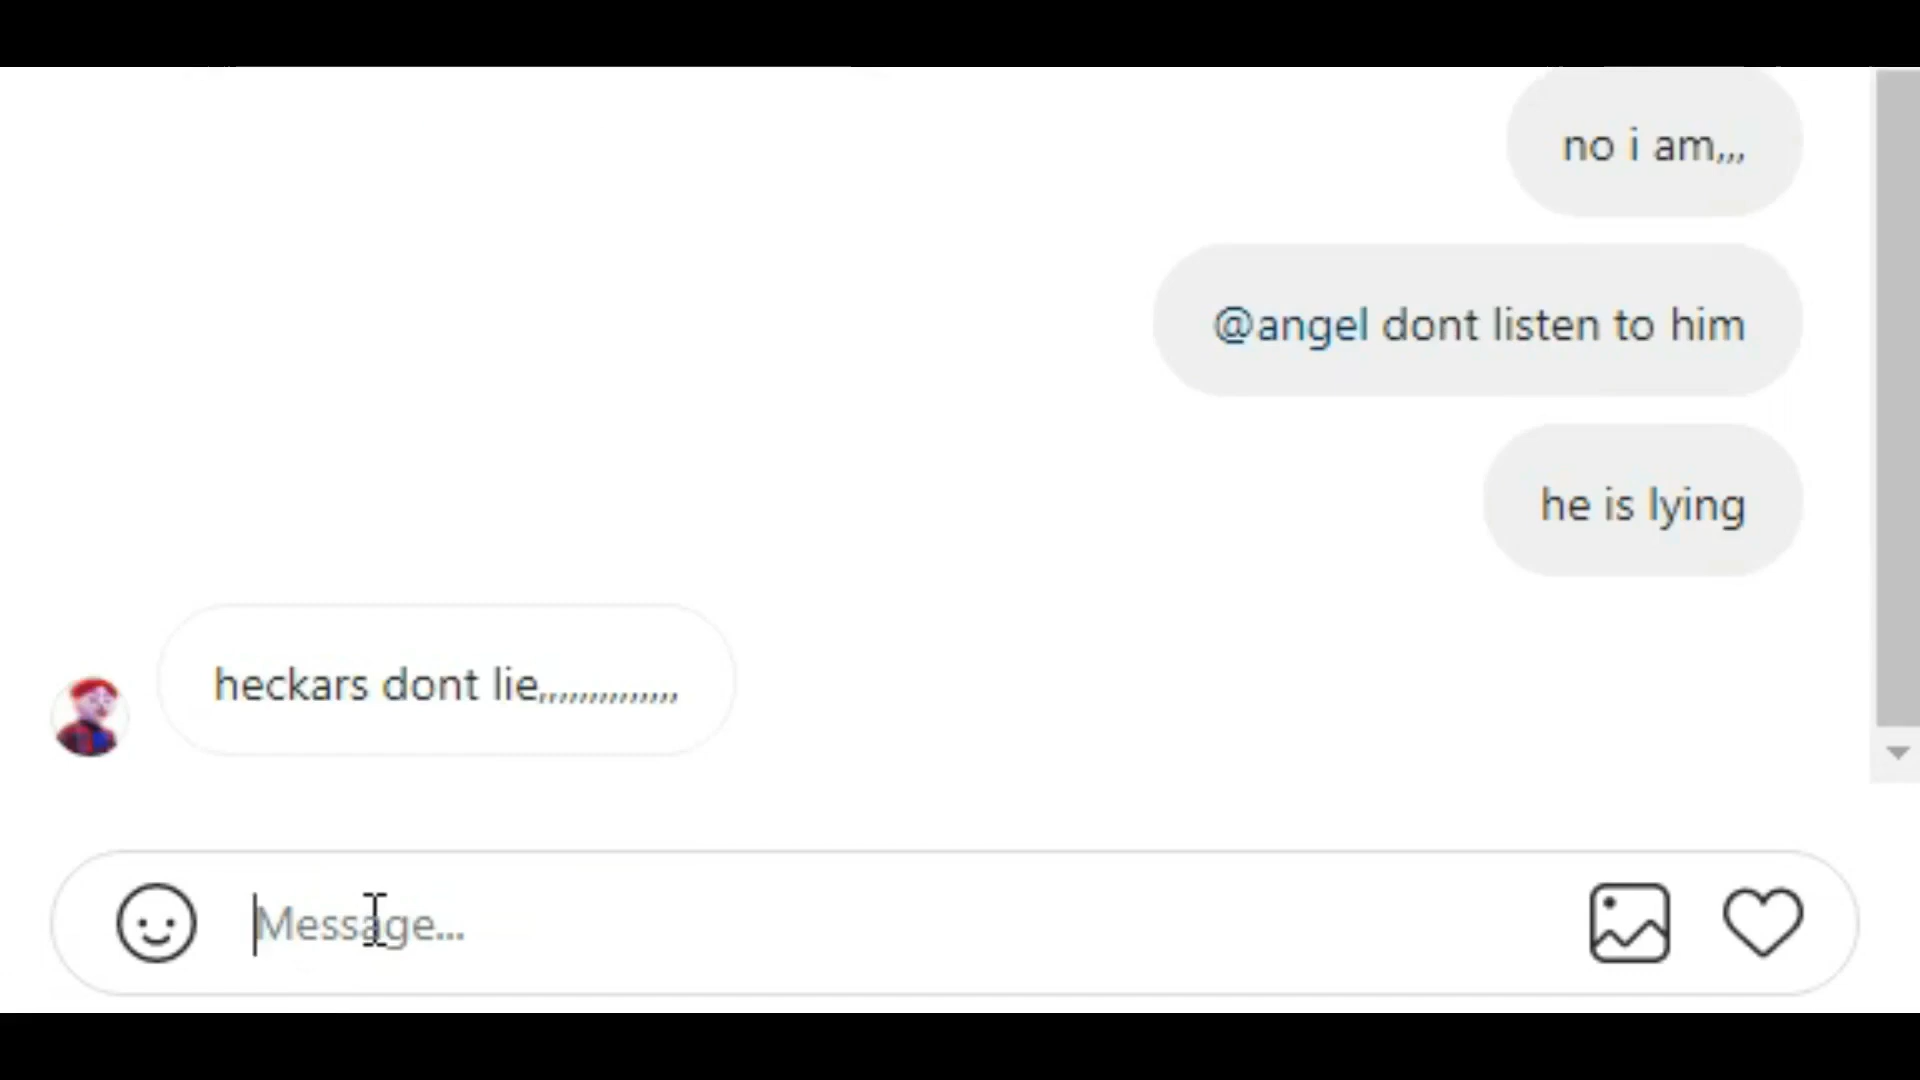 no i am,,,
@angel dont listen to him
he is lying
heckars dont lie,,,,,,,,,,,,,,
Message...